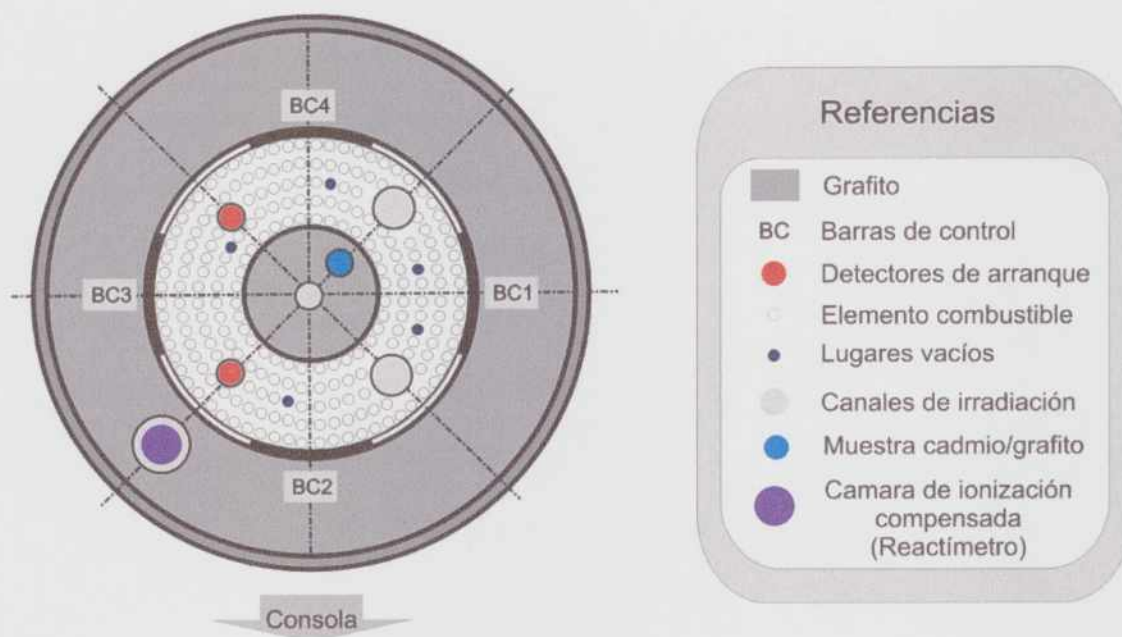 BC4
BC3
BC1
BC2
Consola
Referencias
Grafito
BC Barras de control
Detectores de arranque
Elemento combustible
Lugares vacíos
Canales de irradiación
Muestra cadmio/grafito
Camara de ionización
compensada
(Reactímetro)